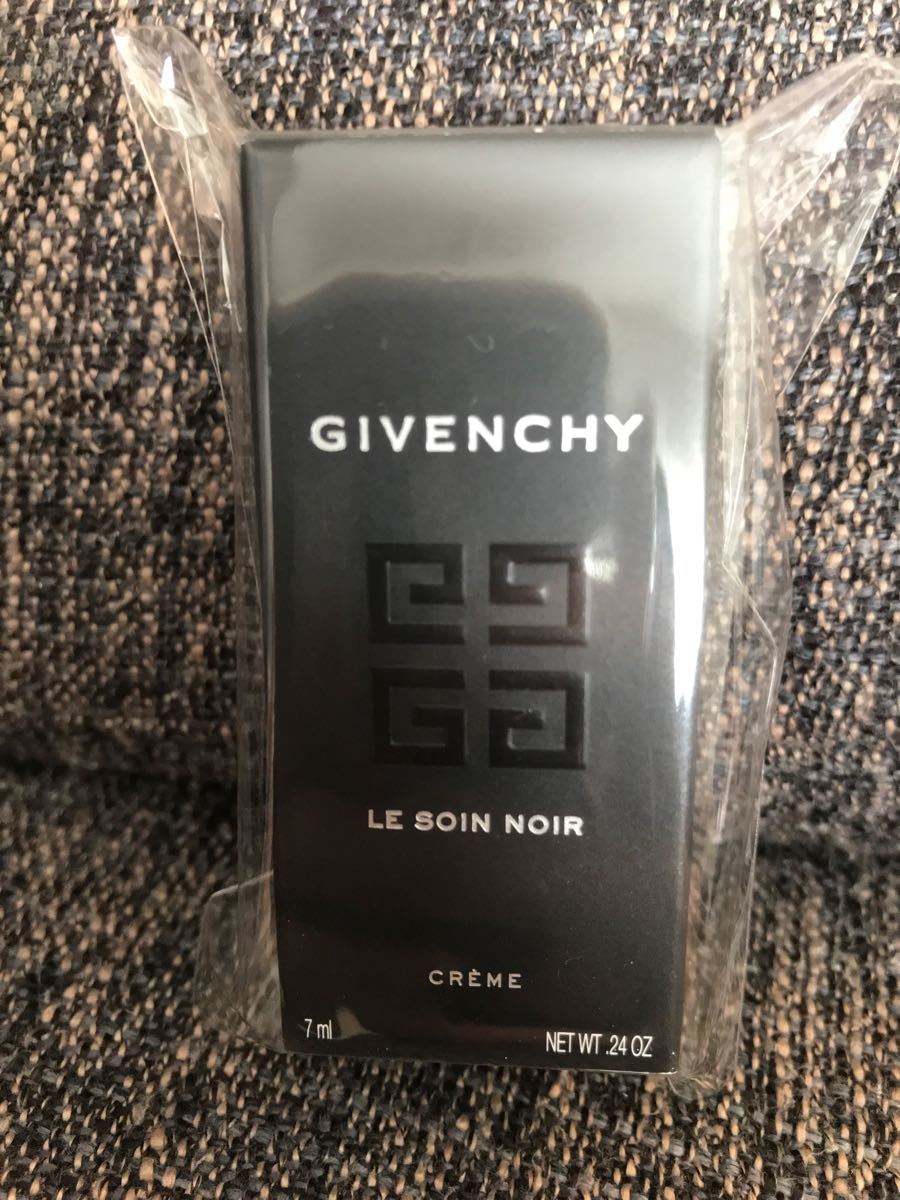 GIVENCHY
LE SOIN NOIR
CRÈME
7 ml
NET WT .24 OZ